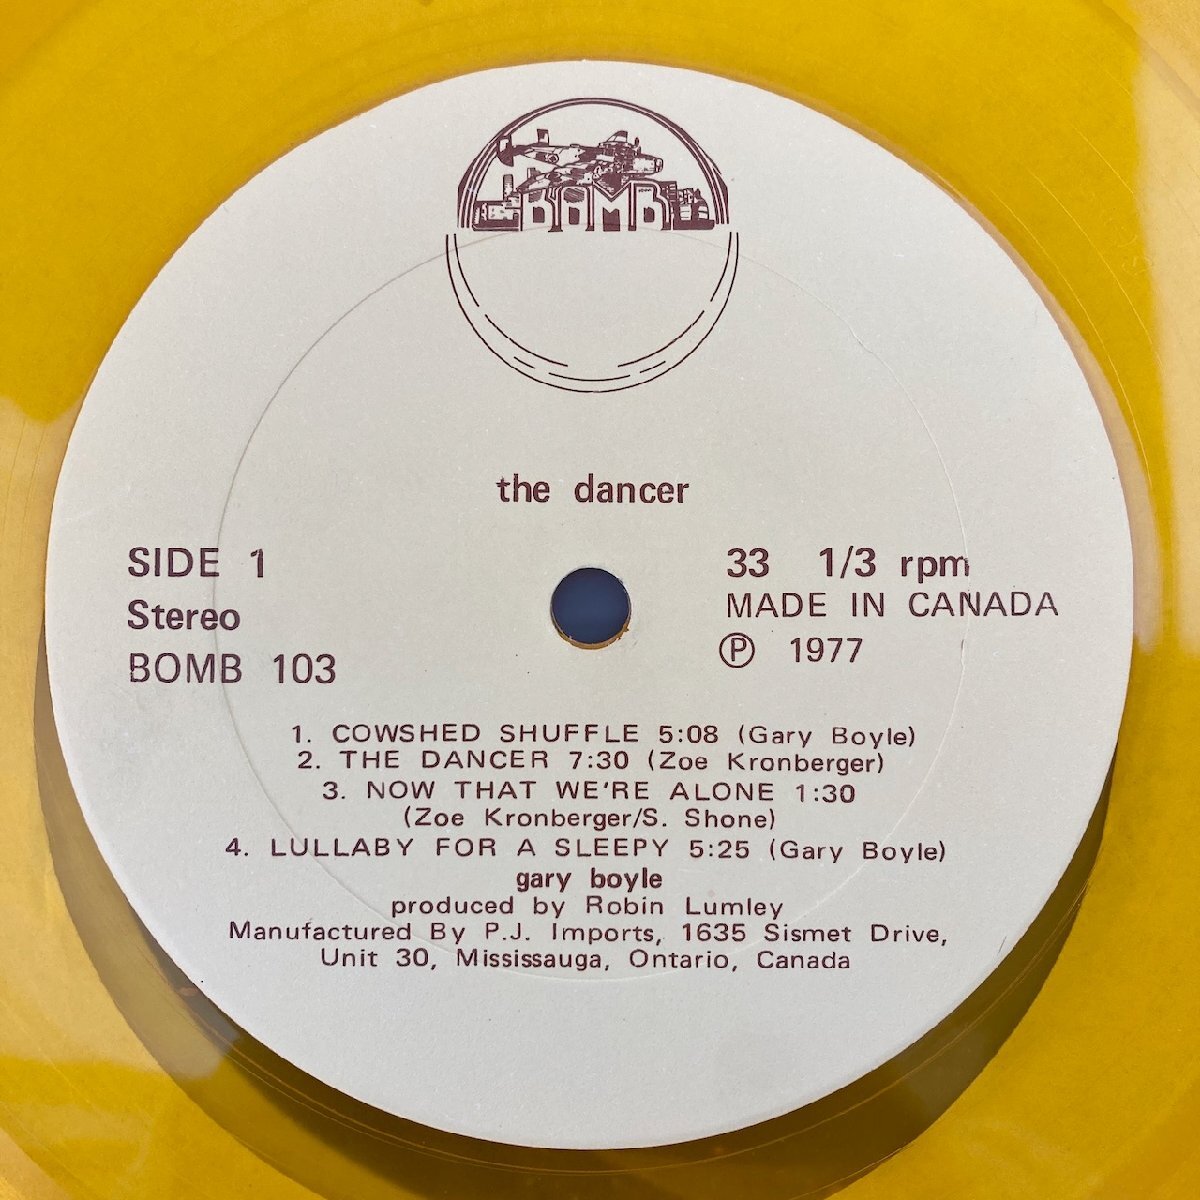 BOMB
the dancer
SIDE 1
Stereo
BOMB 103
33 1/3 rpm
MADE IN CANADA
Ⓟ 1977
1. COWSHED SHUFFLE 5:08 (Gary Boyle)
2. THE DANCER 7:30 (Zoe Kronberger)
3. NOW THAT WE'RE ALONE 1:30
(Zoe Kronberger/S. Shone)
4. LULLABY FOR A SLEEPY 5:25 (Gary Boyle)
gary boyle
produced by Robin Lumley
Manufactured By P.J. Imports, 1635 Sismet Drive,
Unit 30, Mississauga, Ontario, Canada